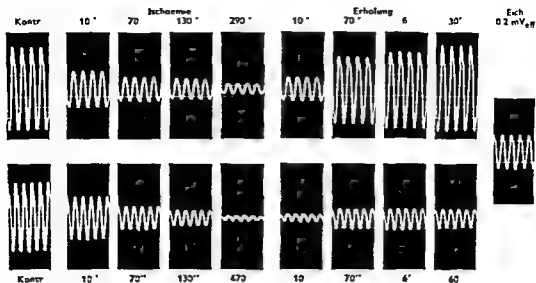 Ischaemie Erholung Eich
Kontr 10" 70 130" 290" 10" 70" 6 30' 0.2 mVeff
Kontr 10" 70" 130" 470 10 70" 6' 60